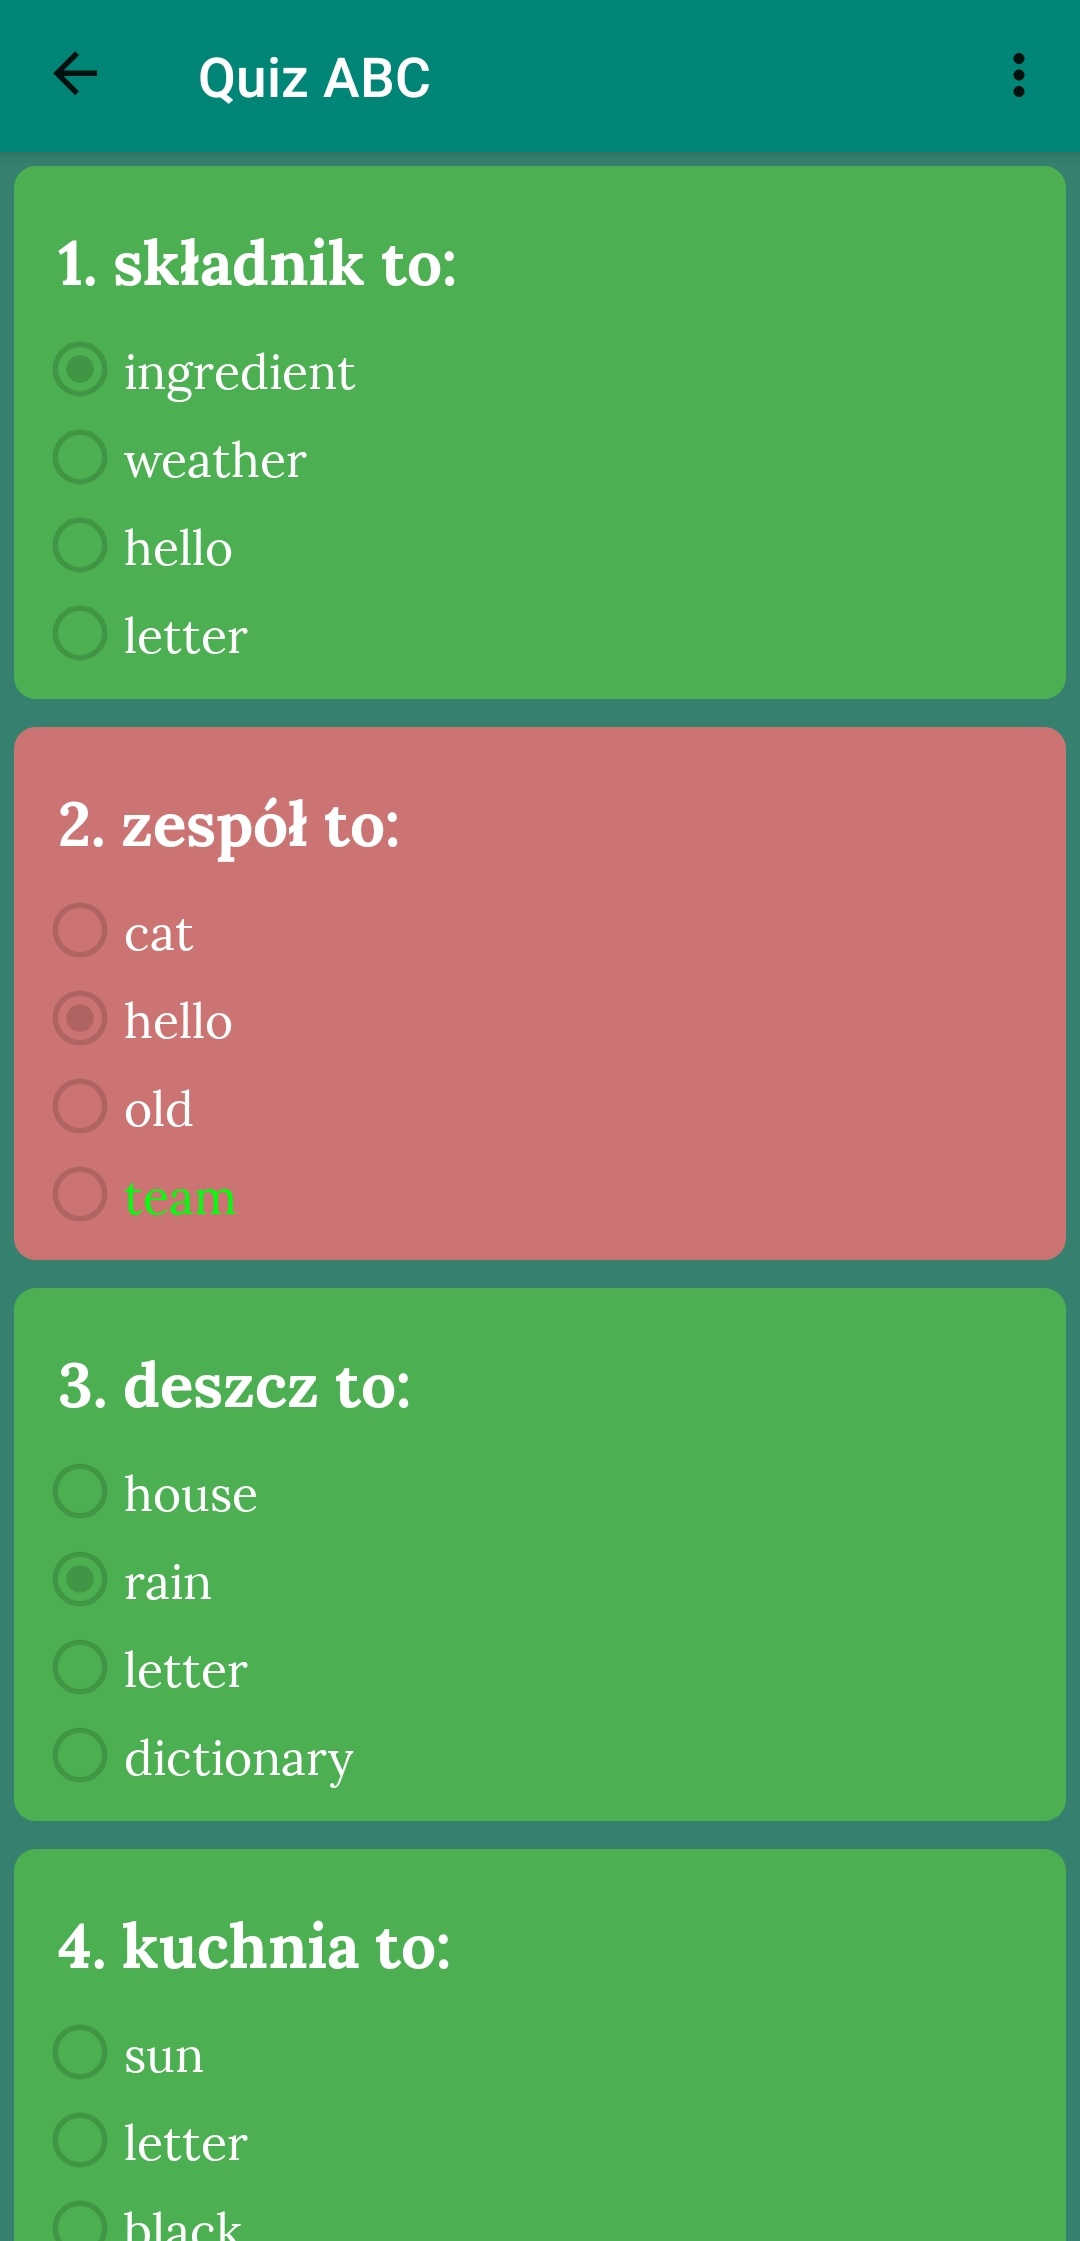 Quiz ABC
1. składnik to:
ingredient
weather
hello
letter
2. zespół to:
cat
hello
old
team
3. deszcz to:
house
rain
letter
dictionary
4. kuchnia to:
sun
letter
black